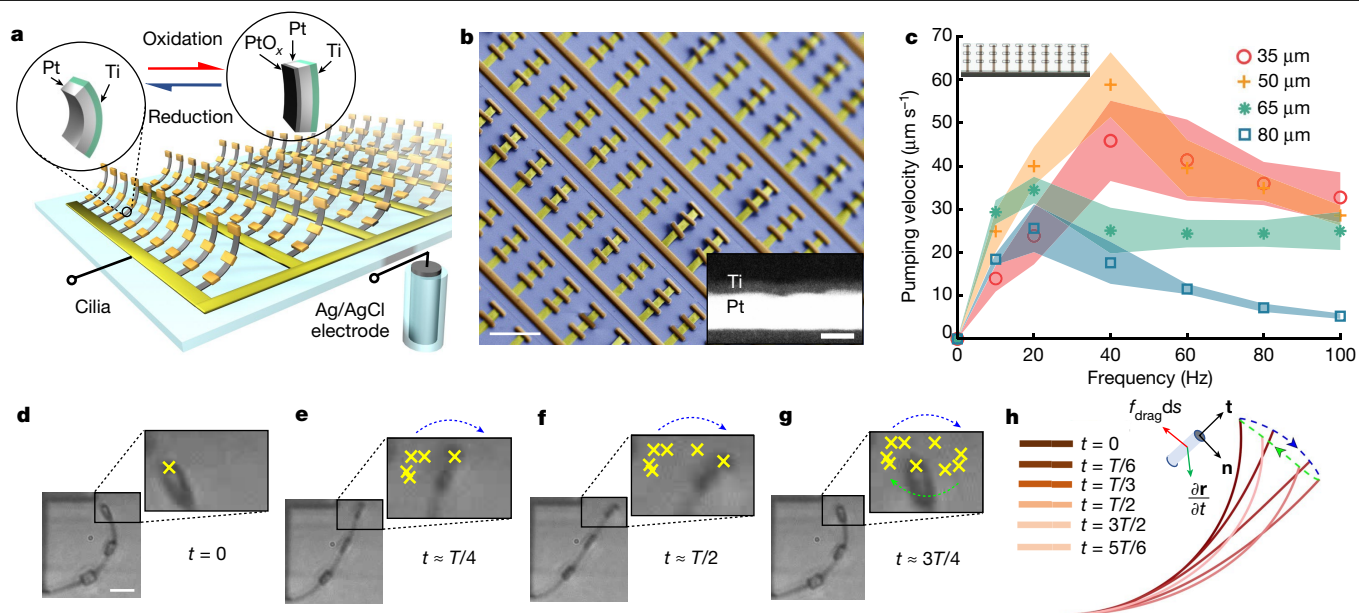 a
Pt
Ti
Oxidation
Reduction
PtOx
Pt
Ti
Cilia
Ag/AgCl
electrode
b
Ti
Pt
c
Pumping velocity (μm s−1)
70
60
50
40
30
20
10
0
0
20
40
60
80
100
Frequency (Hz)
35 μm
50 μm
65 μm
80 μm
d
t = 0
e
t ≈ T/4
f
t ≈ T/2
g
t ≈ 3T/4
h
t = 0
t = T/6
t = T/3
t = T/2
t = 3T/2
t = 5T/6
fdragds
t
n
∂r
∂t